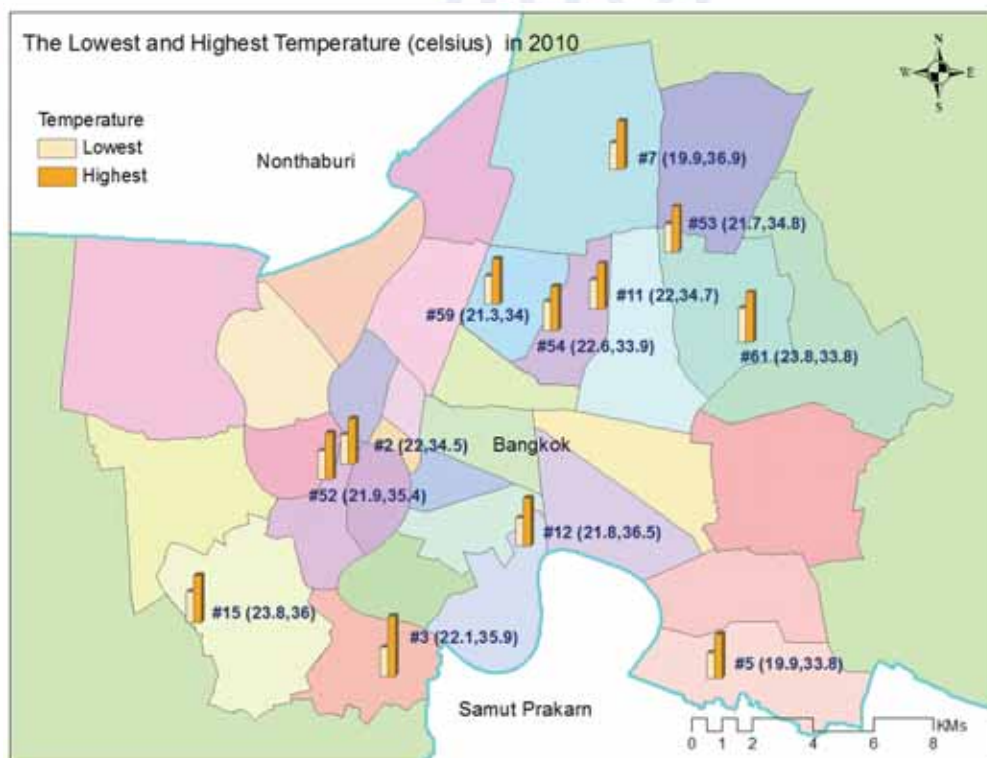 The Lowest and Highest Temperature (celsius) in 2010
N
W E
S
Temperature
Lowest
Highest
Nonthaburi
#7 (19.9,36.9)
#53 (21.7,34.8)
#11 (22,34.7)
#59 (21.3,34)
#54 (22.6,33.9)
#61 (23.8,33.8)
#2 (22,34.5)
Bangkok
#52 (21.9,35.4)
#12 (21.8,36.5)
#15 (23.8,36)
#3 (22.1,35.9)
#5 (19.9,33.8)
Samut Prakarn
KMs
0 1 2 4 6 8